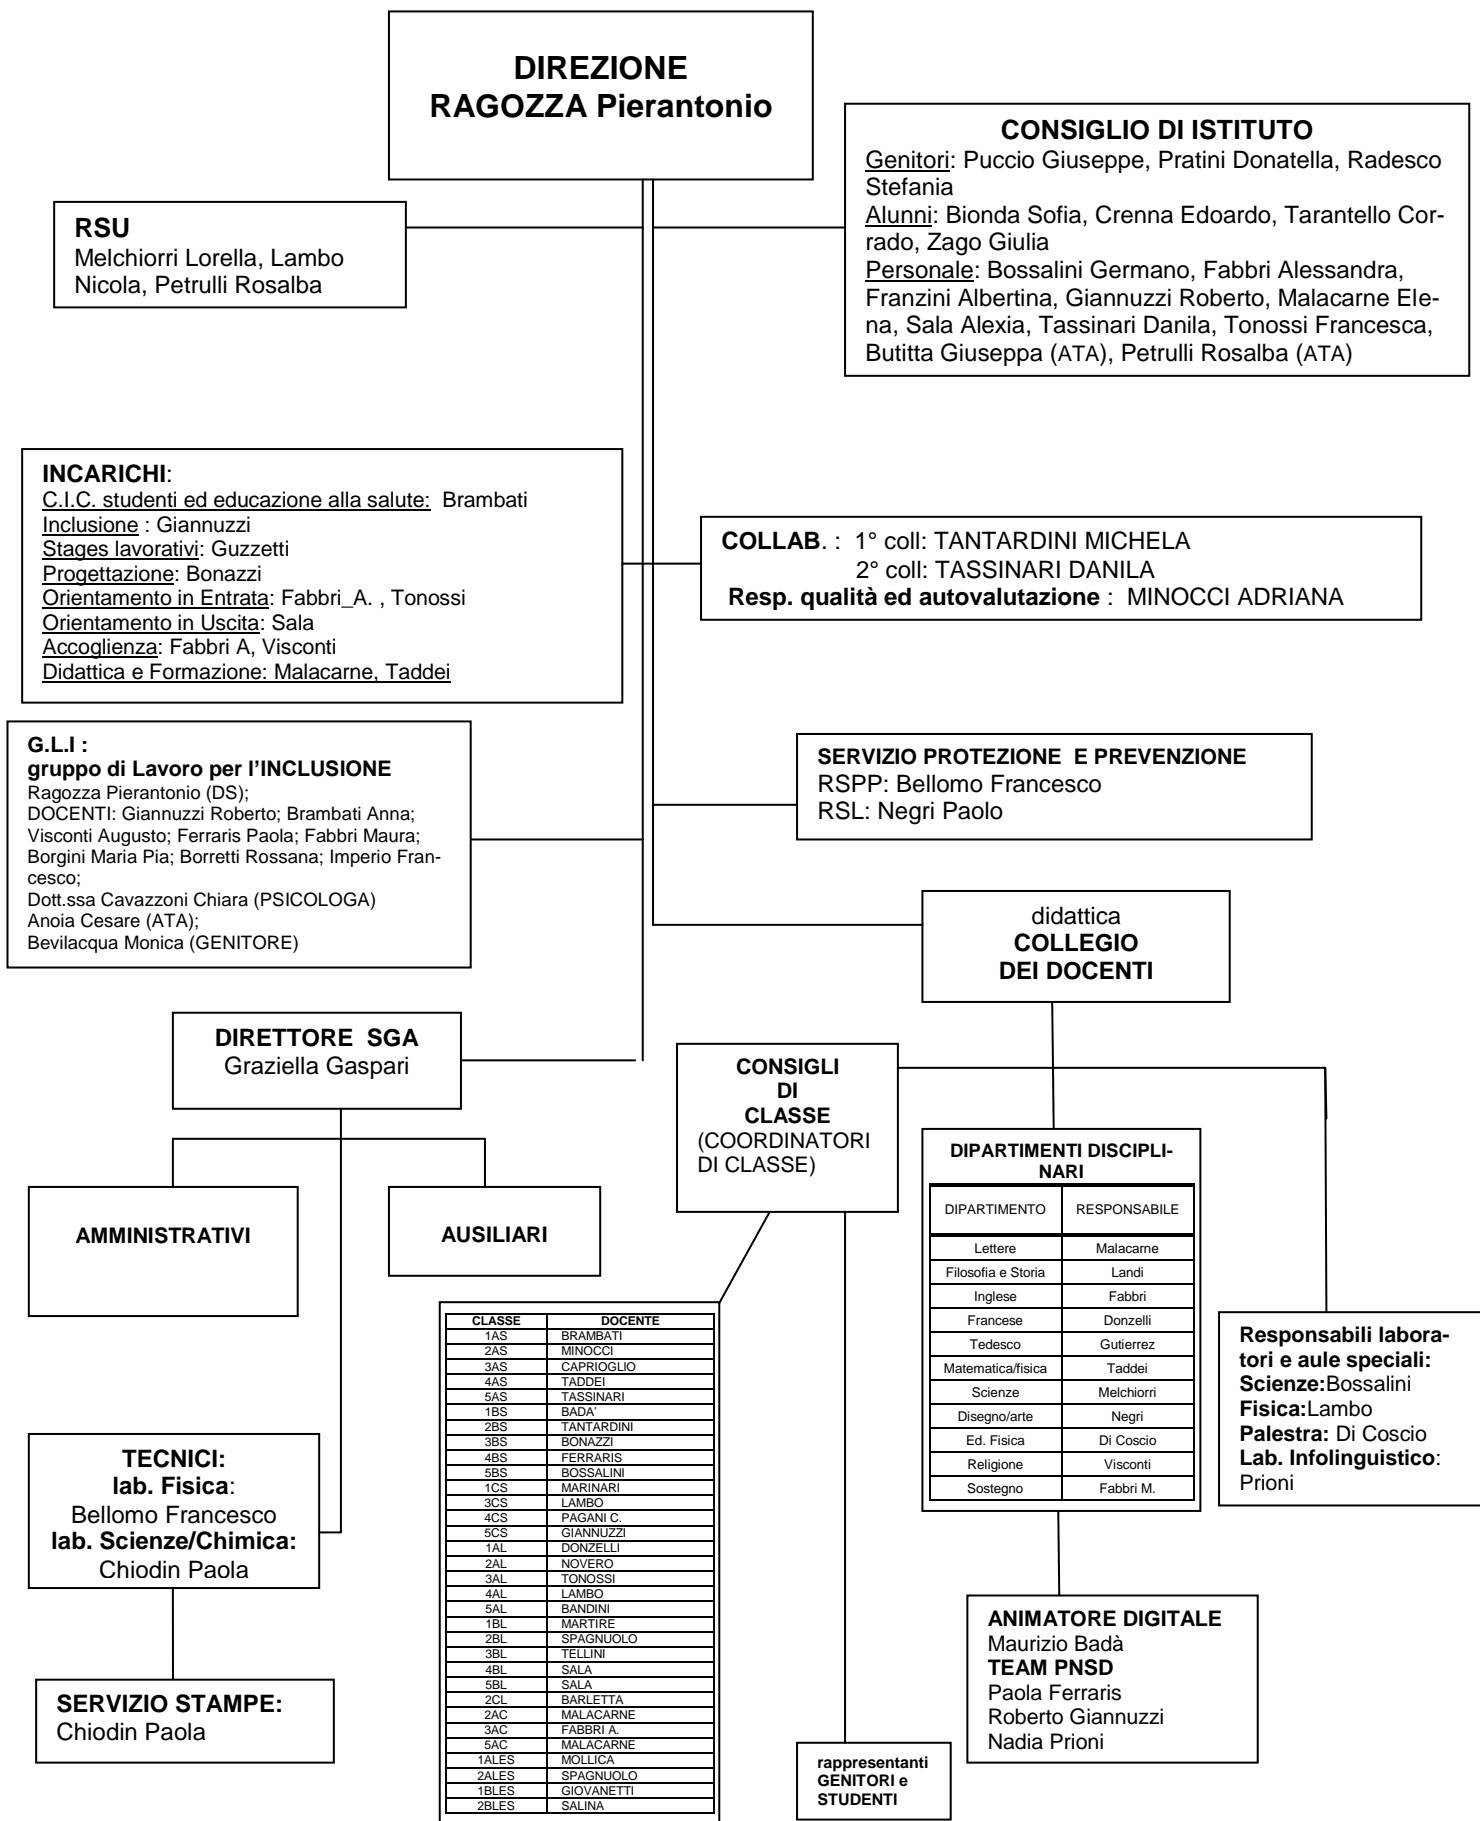 DIREZIONE
RAGOZZA Pierantonio
CONSIGLIO DI ISTITUTO
Genitori: Puccio Giuseppe, Pratini Donatella, Radesco
Stefania
Alunni: Bionda Sofia, Crenna Edoardo, Tarantello Cor-
rado, Zago Giulia
Personale: Bossalini Germano, Fabbri Alessandra,
Franzini Albertina, Giannuzzi Roberto, Malacarne Ele-
na, Sala Alexia, Tassinari Danila, Tonossi Francesca,
Butitta Giuseppa (ATA), Petrulli Rosalba (ATA)
RSU
Melchiorri Lorella, Lambo
Nicola, Petrulli Rosalba
INCARICHI:
C.I.C. studenti ed educazione alla salute: Brambati
Inclusione : Giannuzzi
Stages lavorativi: Guzzetti
Progettazione: Bonazzi
Orientamento in Entrata: Fabbri_A. , Tonossi
Orientamento in Uscita: Sala
Accoglienza: Fabbri A, Visconti
Didattica e Formazione: Malacarne, Taddei
COLLAB. : 1° coll: TANTARDINI MICHELA
2° coll: TASSINARI DANILA
Resp. qualità ed autovalutazione : MINOCCI ADRIANA
G.L.I :
gruppo di Lavoro per l'INCLUSIONE
Ragozza Pierantonio (DS);
DOCENTI: Giannuzzi Roberto; Brambati Anna;
Visconti Augusto; Ferraris Paola; Fabbri Maura;
Borgini Maria Pia; Borretti Rossana; Imperio Fran-
cesco;
Dott.ssa Cavazzoni Chiara (PSICOLOGA)
Anoia Cesare (ATA);
Bevilacqua Monica (GENITORE)
SERVIZIO PROTEZIONE E PREVENZIONE
RSPP: Bellomo Francesco
RSL: Negri Paolo
didattica
COLLEGIO
DEI DOCENTI
DIRETTORE SGA
Graziella Gaspari
CONSIGLI
DI
CLASSE
(COORDINATORI
DI CLASSE)
AMMINISTRATIVI
AUSILIARI
DIPARTIMENTI DISCIPLI-
NARI
DIPARTIMENTO RESPONSABILE
Lettere Malacarne
Filosofia e Storia Landi
Inglese Fabbri
Francese Donzelli
Tedesco Gutierrez
Matematica/fisica Taddei
Scienze Melchiorri
Disegno/arte Negri
Ed. Fisica Di Coscio
Religione Visconti
Sostegno Fabbri M.
Responsabili labora-
tori e aule speciali:
Scienze:Bossalini
Fisica:Lambo
Palestra: Di Coscio
Lab. Infolinguistico:
Prioni
CLASSE DOCENTE
1AS BRAMBATI
2AS MINOCCI
3AS CAPRIOGLIO
4AS TADDEI
5AS TASSINARI
1BS BADA'
2BS TANTARDINI
3BS BONAZZI
4BS FERRARIS
5BS BOSSALINI
1CS MARINARI
3CS LAMBO
4CS PAGANI C.
5CS GIANNUZZI
1AL DONZELLI
2AL NOVERO
3AL TONOSSI
4AL LAMBO
5AL BANDINI
1BL MARTIRE
2BL SPAGNUOLO
3BL TELLINI
4BL SALA
5BL SALA
2CL BARLETTA
2AC MALACARNE
3AC FABBRI A.
5AC MALACARNE
1ALES MOLLICA
2ALES SPAGNUOLO
1BLES GIOVANETTI
2BLES SALINA
TECNICI:
lab. Fisica:
Bellomo Francesco
lab. Scienze/Chimica:
Chiodin Paola
SERVIZIO STAMPE:
Chiodin Paola
ANIMATORE DIGITALE
Maurizio Badà
TEAM PNSD
Paola Ferraris
Roberto Giannuzzi
Nadia Prioni
rappresentanti
GENITORI e
STUDENTI